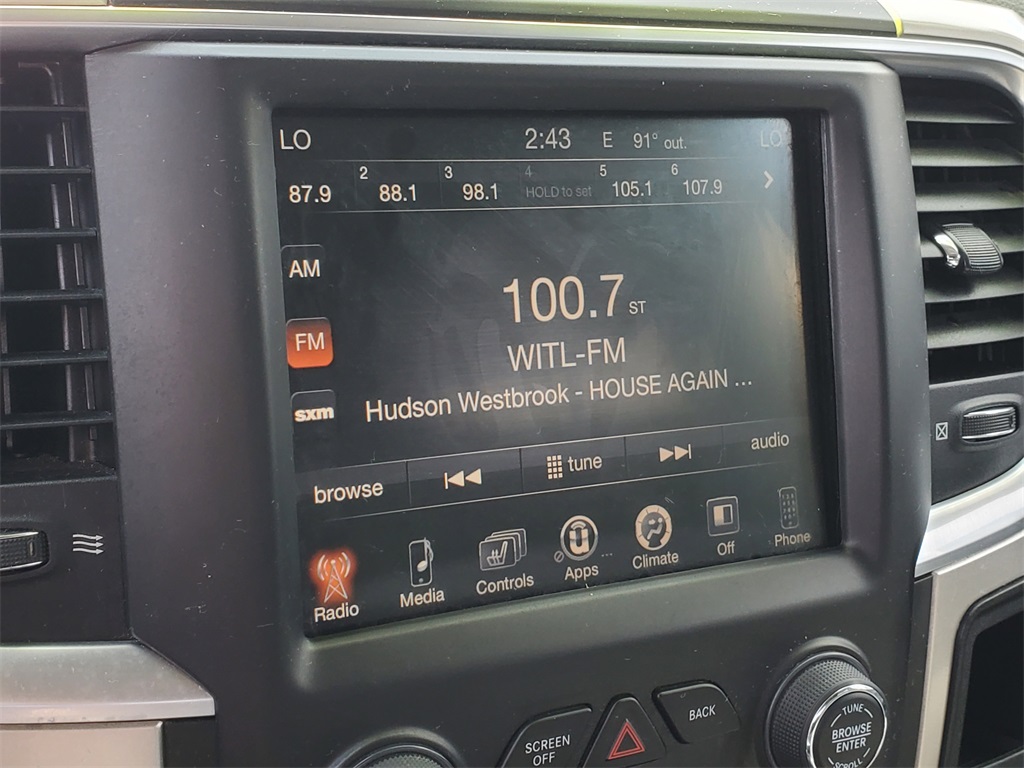 LO 2:43 E 91° out. LO
87.9 2 88.1 3 98.1 4 HOLD to set 5 105.1 6 107.9
AM
100.7 ST
FM
WITL-FM
Hudson Westbrook - HOUSE AGAIN ...
sxm
browse tune audio
Radio Media Controls Apps ... Climate Off Phone
SCREEN
OFF
BACK
TUNE
BROWSE
ENTER
SCROLL